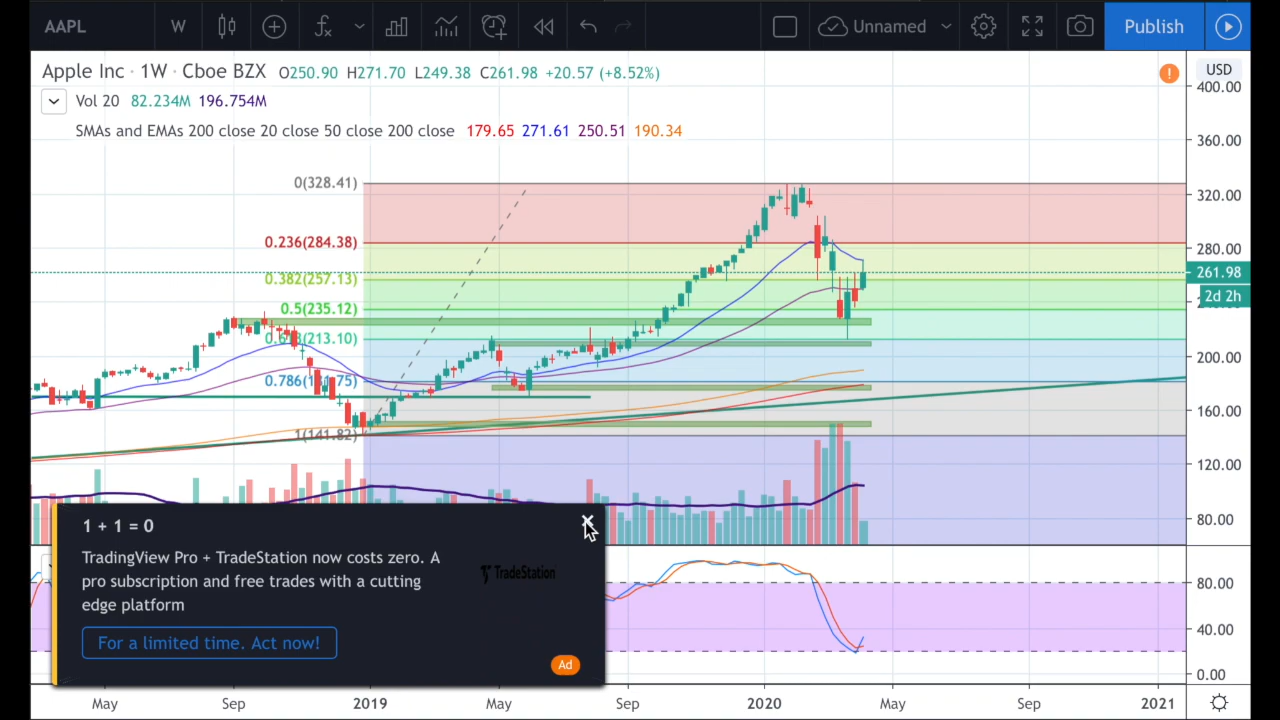 AAPL W Unnamed Publish
Apple Inc · 1W · Cboe BZX O250.90 H271.70 L249.38 C261.98 +20.57 (+8.52%) USD
400.00
Vol 20 82.234M 196.754M
SMAs and EMAs 200 close 20 close 50 close 200 close 179.65 271.61 250.51 190.34
360.00
0(328.41)
320.00
0.236(284.38)
280.00
261.98
0.382(257.13)
2d 2h
0.5(235.12)
213.10)
200.00
0.786(
75)
160.00
1(141.82)
120.00
80.00
1 + 1 = 0
TradingView Pro + TradeStation now costs zero. A
pro subscription and free trades with a cutting
edge platform
TradeStation
For a limited time. Act now!
Ad
80.00
40.00
0.00
May Sep 2019 May Sep 2020 May Sep 2021